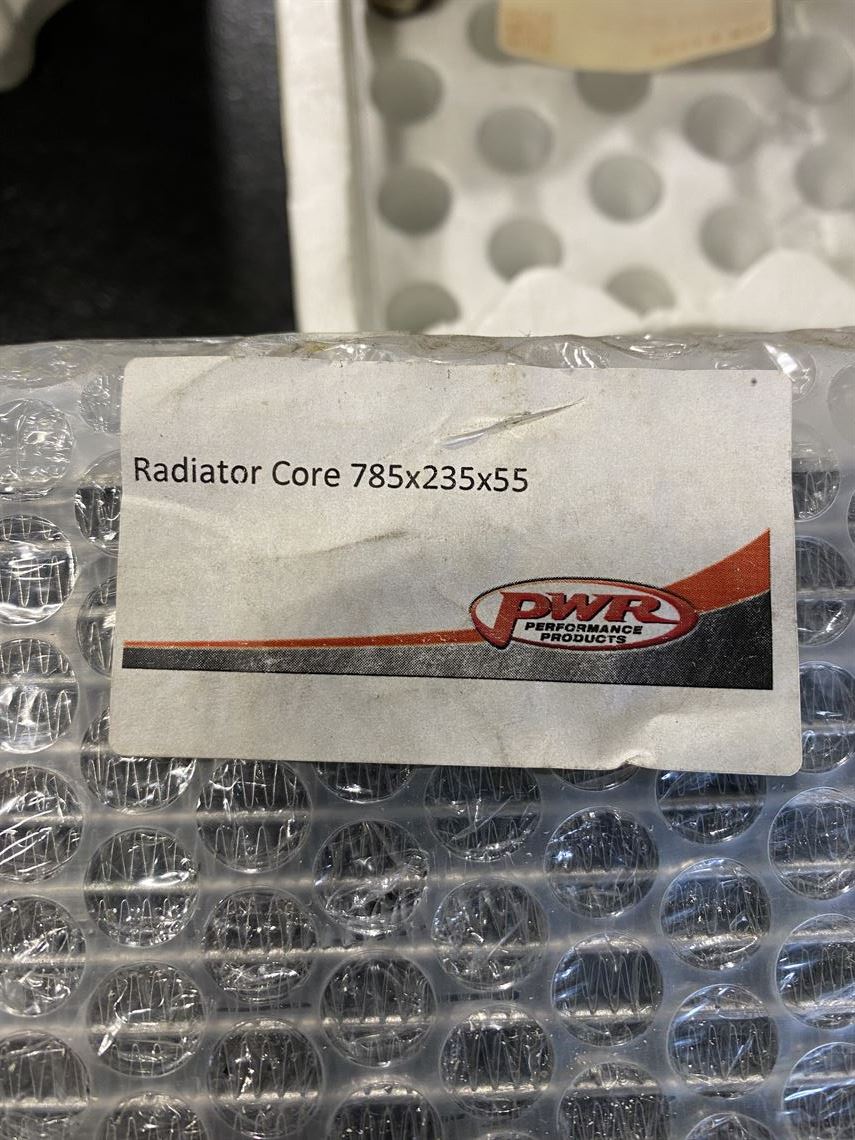 Radiator Core 785x235x55
PWR
PERFORMANCE
PRODUCTS